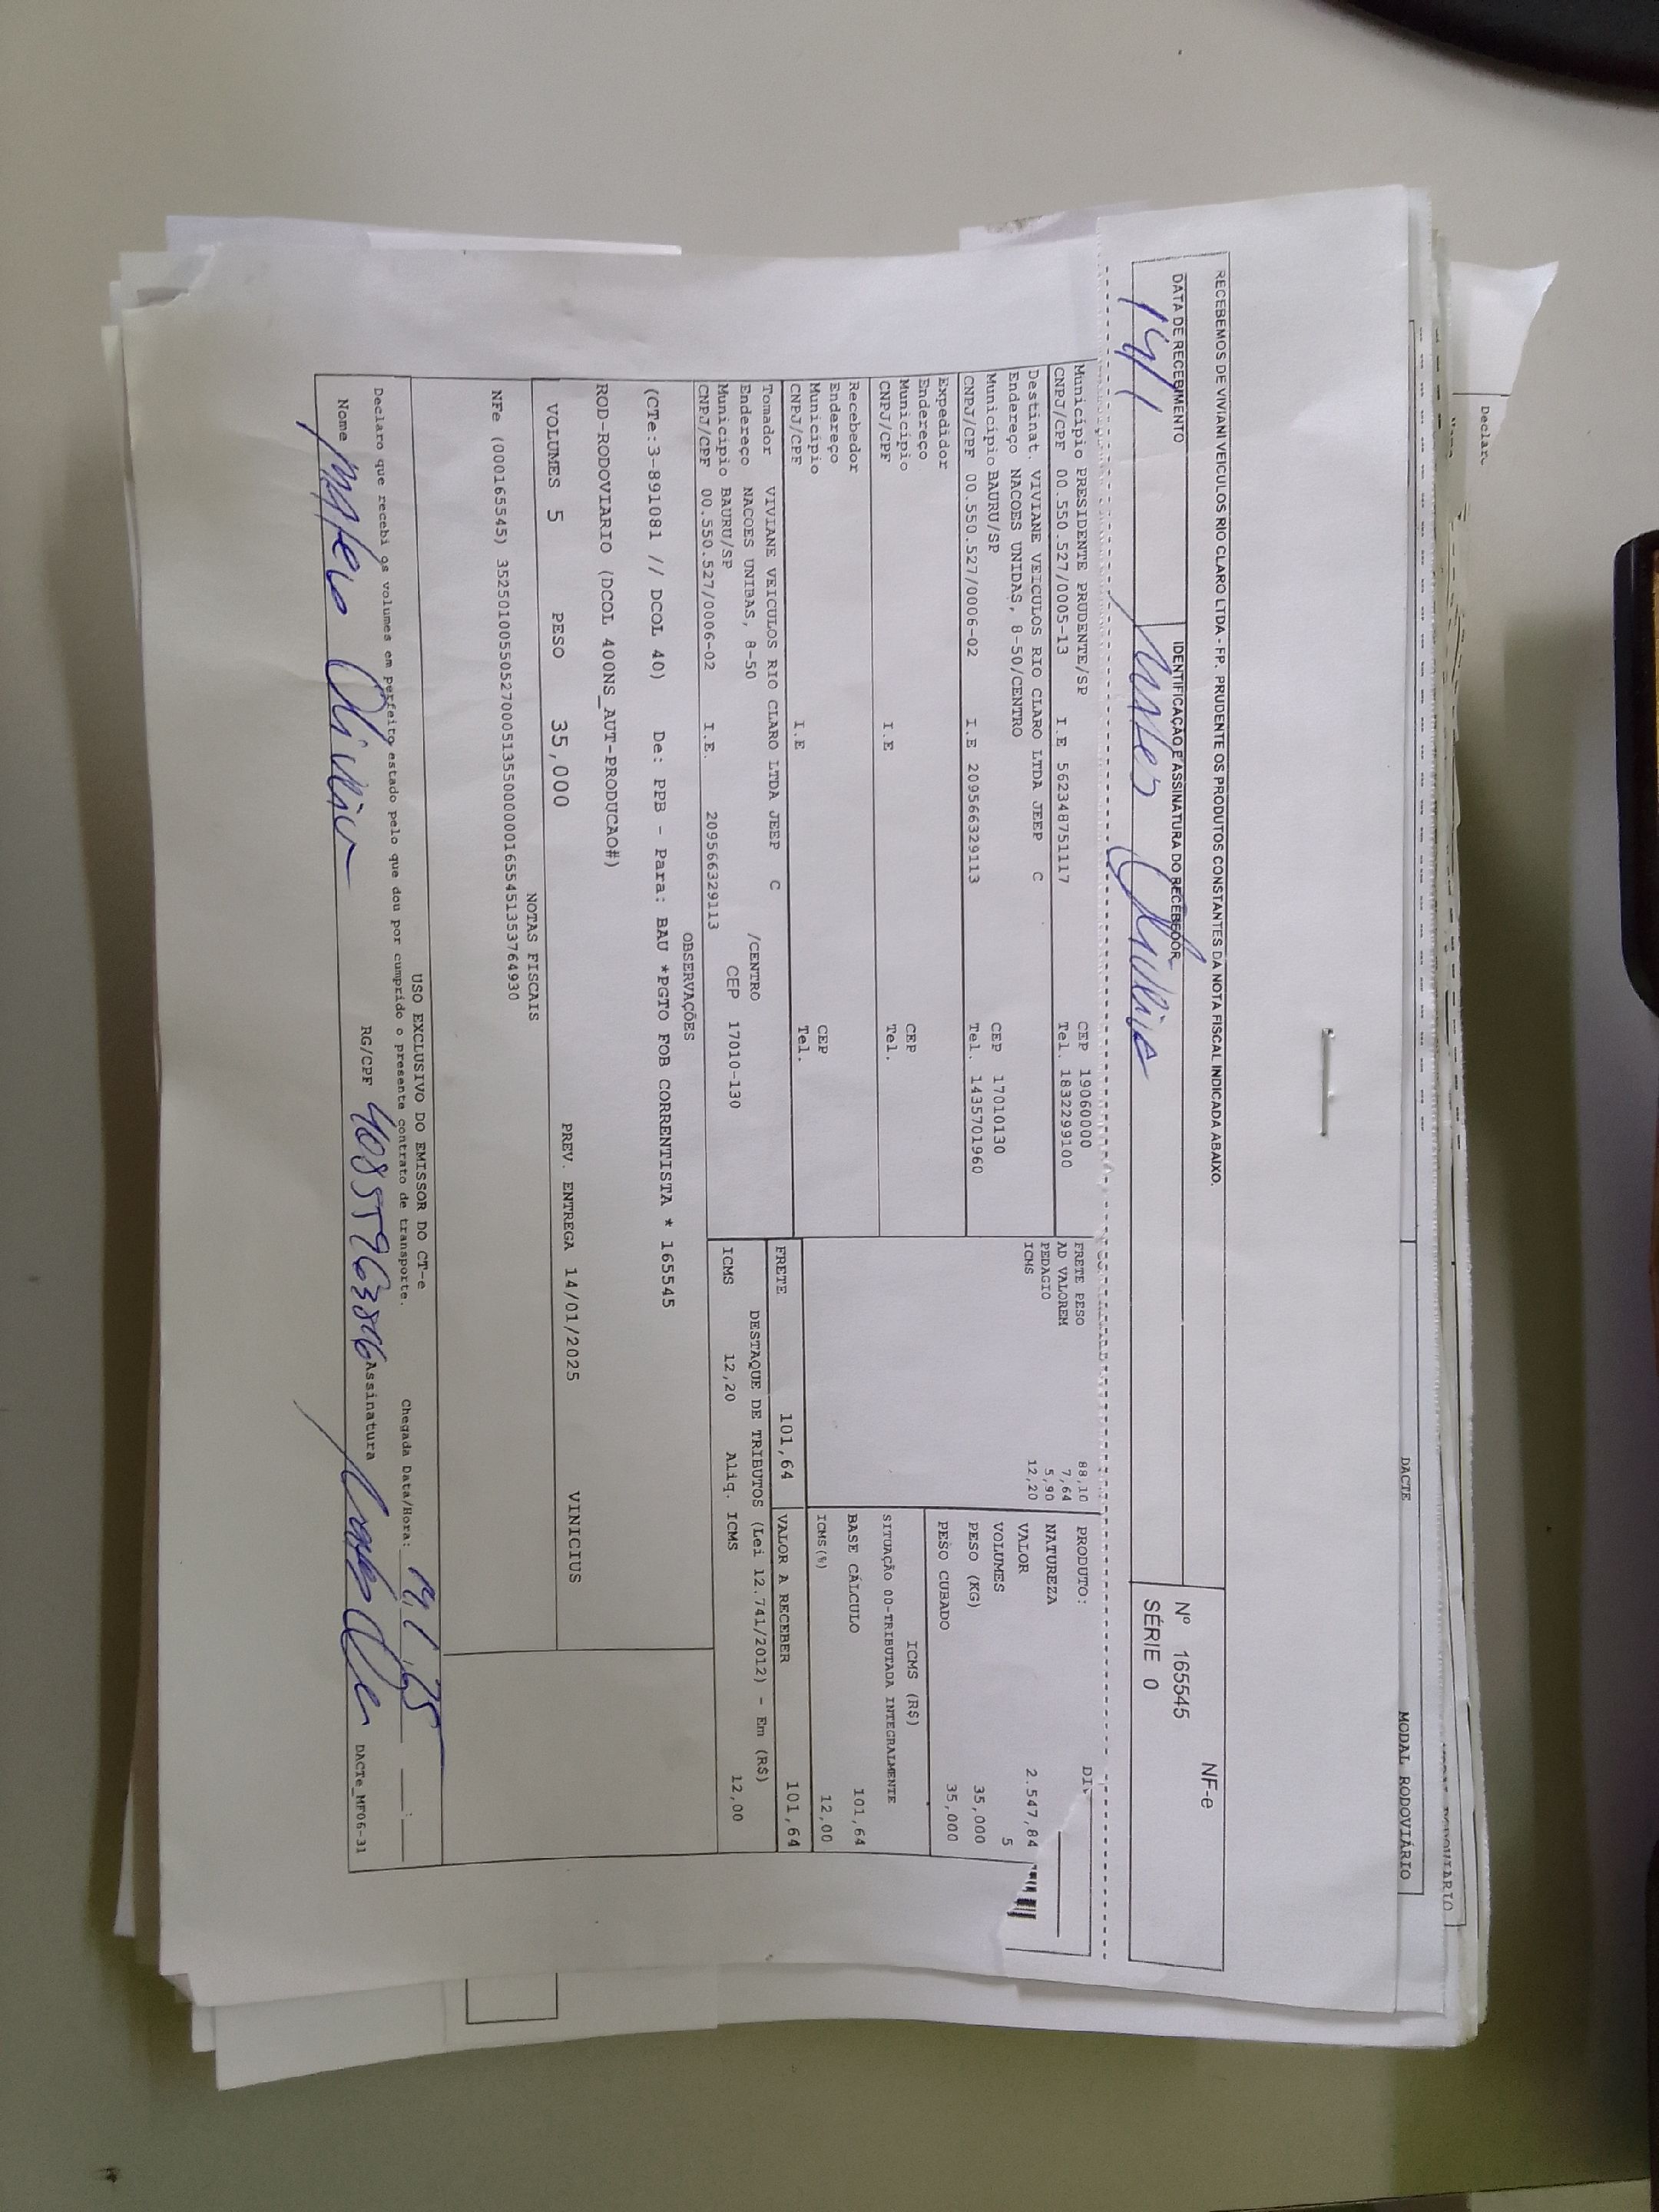 Declar
DACTE
MODAL RODOVIÁRIO
RECEBEMOS DE VIVIANI VEICULOS RIO CLARO LTDA - FP. PRUDENTE OS PRODUTOS CONSTANTES DA NOTA FISCAL INDICADA ABAIXO.
NF-e
DATA DE RECEBIMENTO
IDENTIFICAÇÃO E ASSINATURA DO RECEBEDOR
Nº 165545
SÉRIE 0
14/1
Município PRESIDENTE PRUDENTE/SP CEP 19060000
CNPJ/CPF 00.550.527/0005-13 I.E 562348751117 Tel. 1832299100
Destinat. VIVIANE VEICULOS RIO CLARO LTDA JEEP C
Endereço NACOES UNIDAS, 8-50/CENTRO
Município BAURU/SP CEP 17010130
CNPJ/CPF 00.550.527/0006-02 I.E 209566329113 Tel. 1435701960
Expedidor
Endereço
Município CEP
CNPJ/CPF I.E Tel.
Recebedor
Endereço
Município CEP
CNPJ/CPF I.E Tel.
Tomador VIVIANE VEICULOS RIO CLARO LTDA JEEP C
Endereço NACOES UNIDAS, 8-50 /CENTRO
Município BAURU/SP CEP 17010-130
CNPJ/CPF 00.550.527/0006-02 I.E. 209566329113
FRETE PESO 88,10
AD VALOREM 7,64
PEDAGIO 5,90
ICMS 12,20
PRODUTO: DI
NATUREZA
VALOR 2.547,84
VOLUMES 5
PESO (KG) 35,000
PESO CUBADO 35,000
ICMS (R$)
SITUAÇÃO 00-TRIBUTADA INTEGRALMENTE
BASE CÁLCULO 101,64
ICMS(%) 12,00
FRETE 101,64 VALOR A RECEBER 101,64
DESTAQUE DE TRIBUTOS (Lei 12.741/2012) - Em (R$)
ICMS 12,20 Aliq. ICMS 12,00
OBSERVAÇÕES
(CTe:3-891081 // DCOL 40) De: PPB - Para: BAU *PGTO FOB CORRENTISTA * 165545
ROD-RODOVIARIO (DCOL 400NS_AUT-PRODUCAO#)
VOLUMES 5 PESO 35,000 PREV. ENTREGA 14/01/2025 VINICIUS
NOTAS FISCAIS
NFe (000165545) 35250100550527000513550000001655451353764930
USO EXCLUSIVO DO EMISSOR DO CT-e
Declaro que recebi os volumes em perfeito estado pelo que dou por cumprido o presente contrato de transporte. Chegada Data/Hora:
Nome RG/CPF 40855963846 Assinatura
DACTe_MF06-31